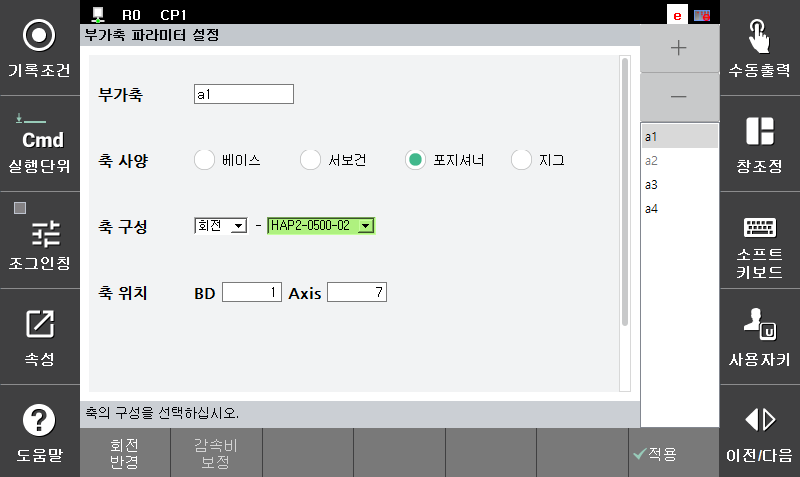 R0 CP1 e
부가축 파라미터 설정
기록조건
Cmd
실행단위
조그인칭
속성
도움말
부가축 a1
축 사양 베이스 서보건 포지셔너 지그
축 구성 회전 - HAP2-0500-02
축 위치 BD 1 Axis 7
+
-
a1
a2
a3
a4
축의 구성을 선택하십시오.
회전
반경
감속비
보정
적용
수동출력
창조정
소프트
키보드
U
사용자키
이전/다음